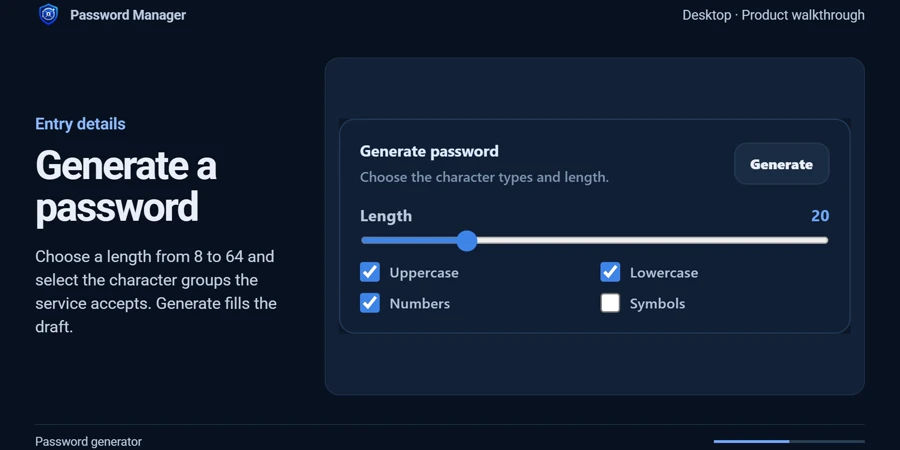 Password Manager
Desktop · Product walkthrough
Entry details
Generate a
password
Choose a length from 8 to 64 and
select the character groups the
service accepts. Generate fills the
draft.
Generate password
Choose the character types and length.
Generate
Length
20
Uppercase
Lowercase
Numbers
Symbols
Password generator